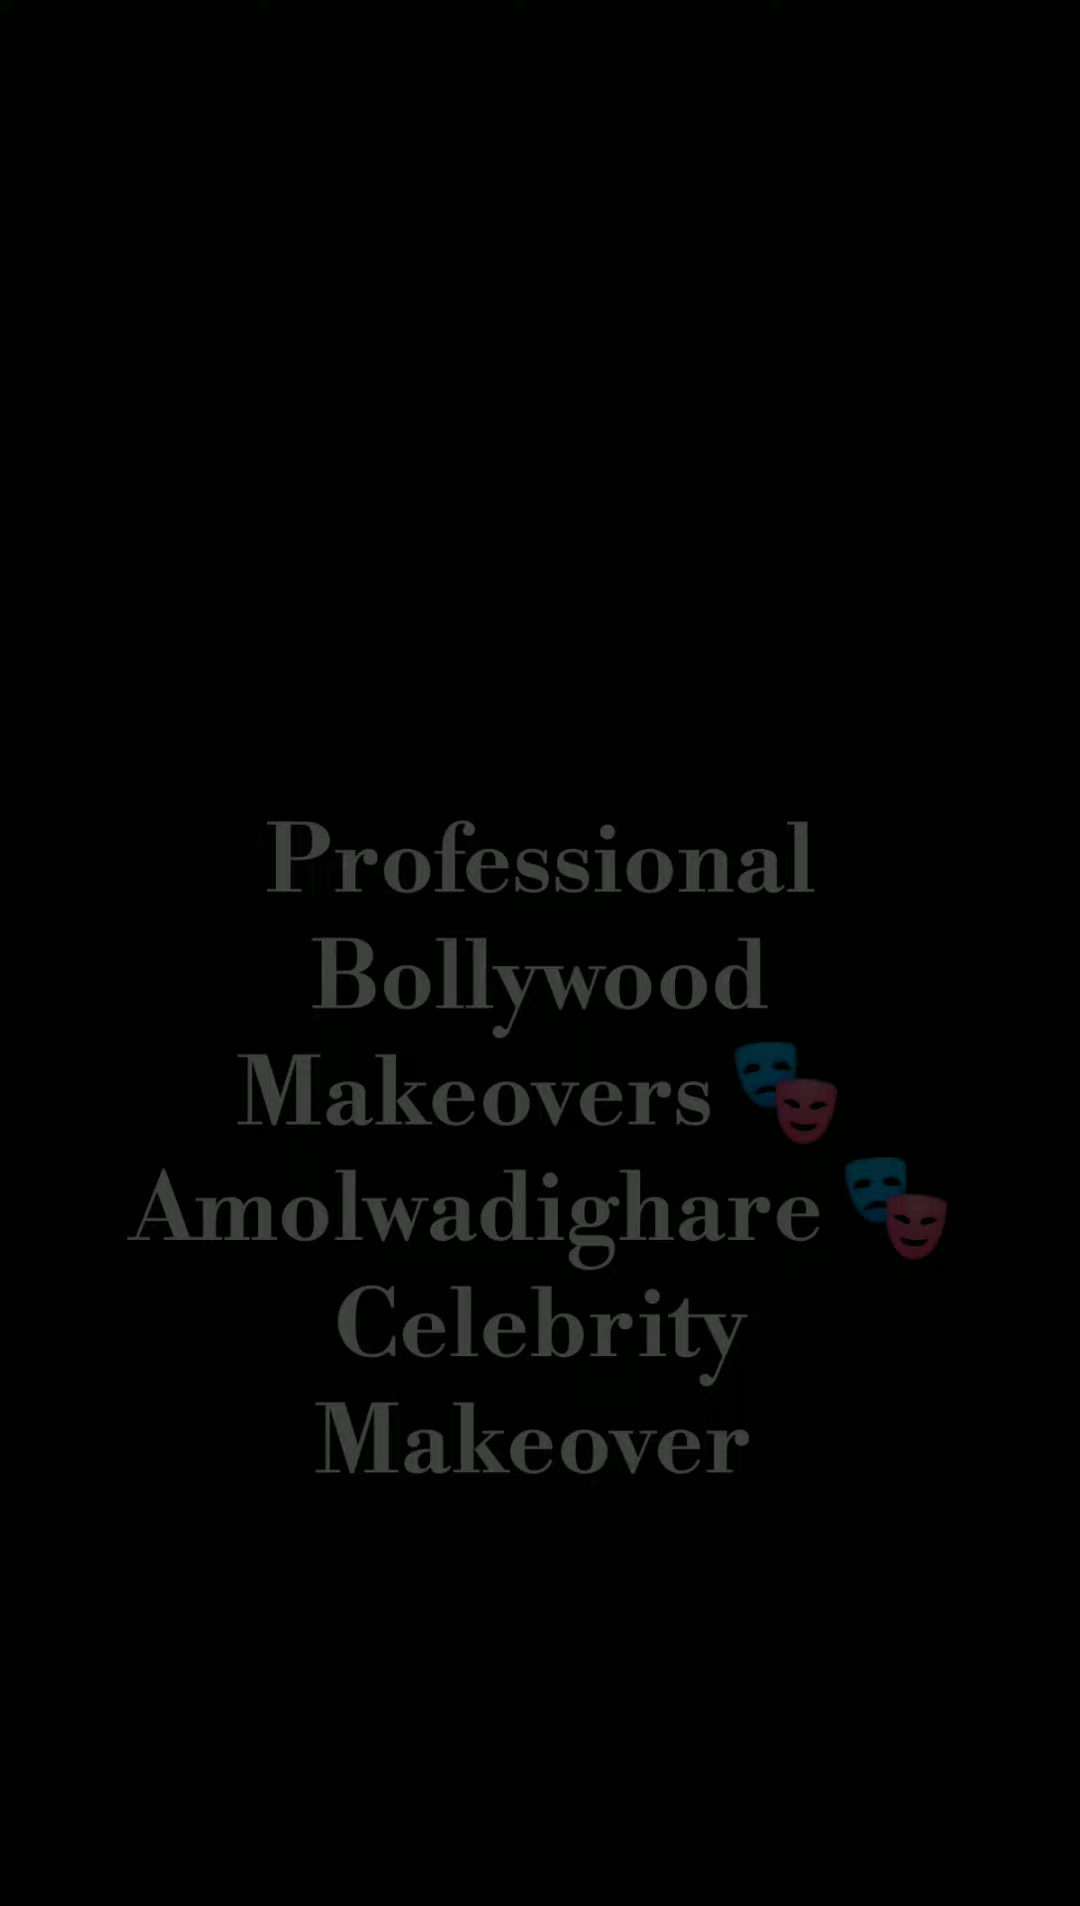 Professional
Bollywood
Makeovers 🎭
Amolwadighare 🎭
Celebrity
Makeover